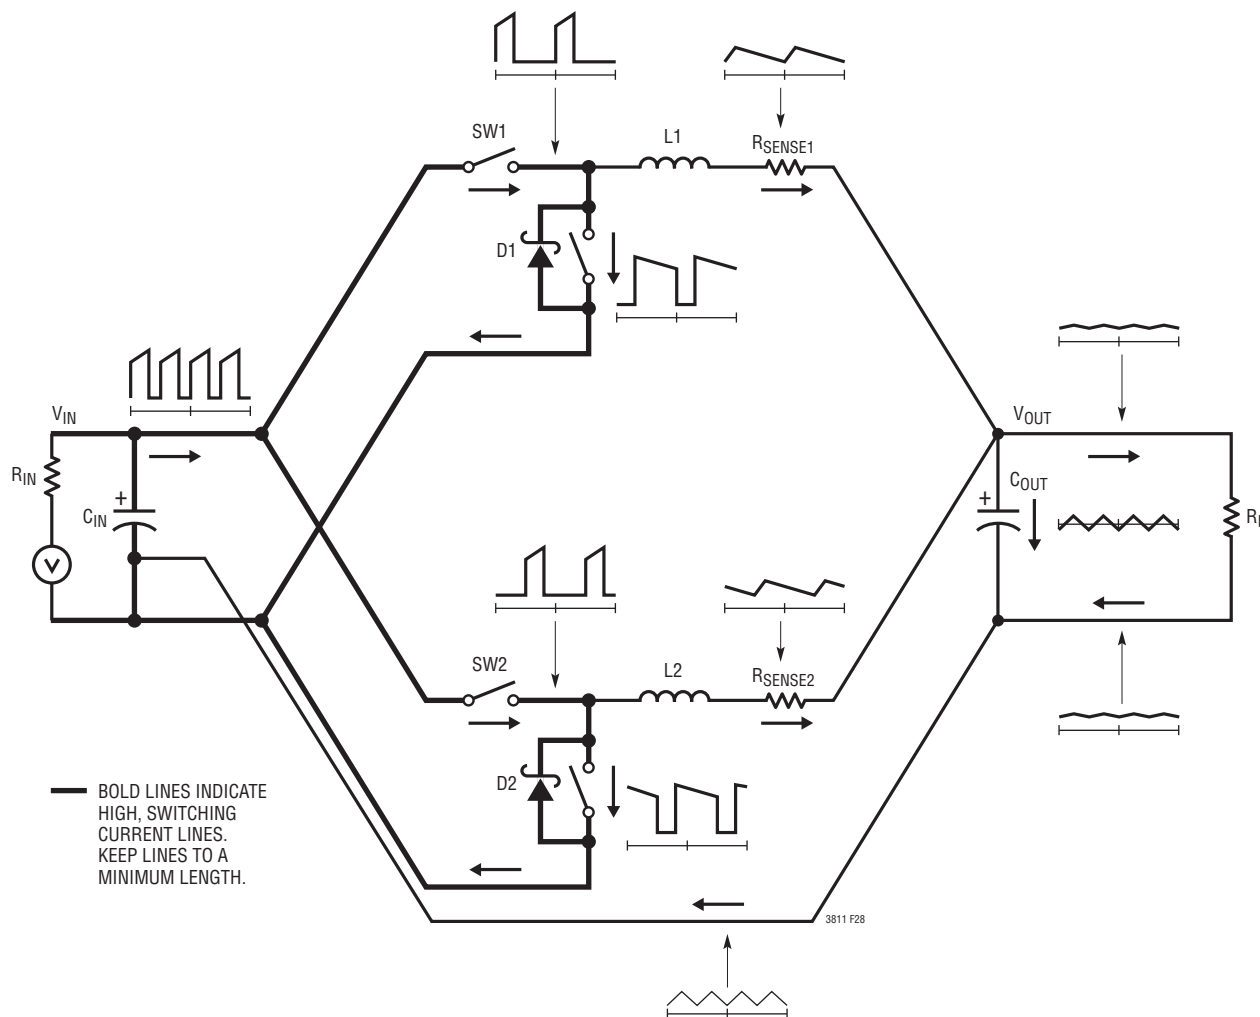 SW1
L1
RSENSE1
D1
VIN
RIN
+
CIN
VOUT
+
COUT
SW2
L2
RSENSE2
D2
BOLD LINES INDICATE
HIGH, SWITCHING
CURRENT LINES.
KEEP LINES TO A
MINIMUM LENGTH.
3811 F28